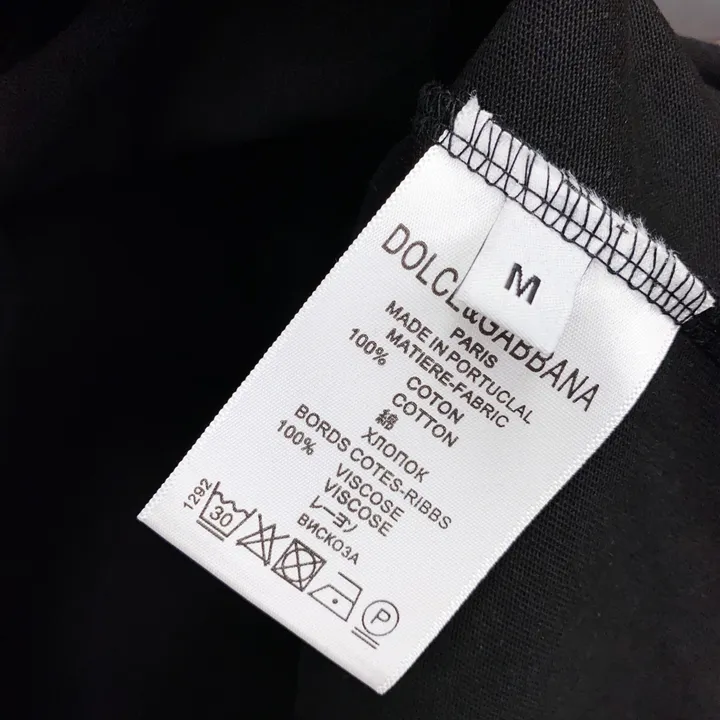 M
DOLCE&GABBANA
PARIS
MADE IN PORTUCLAL
MATIERE-FABRIC
100% COTON
COTTON
綿
ХЛОПОК
BORDS COTES-RIBBS
100% VISCOSE
VISCOSE
レーヨン
ВИСКОЗА
1292
30
P